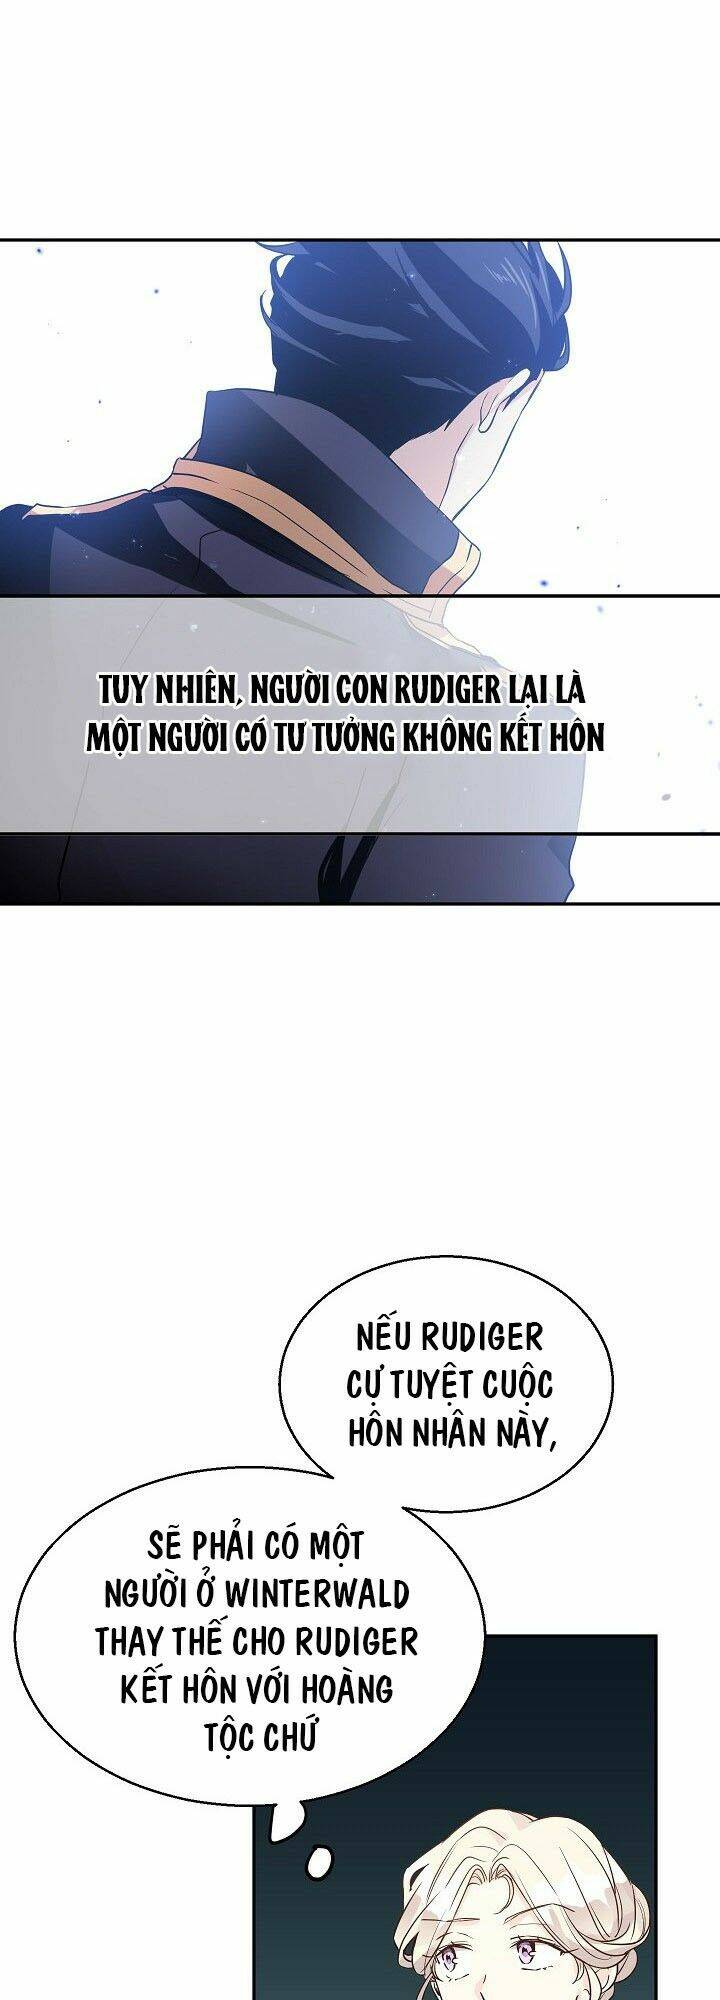 TUY NHIÊN, NGƯỜI CON RUDIGER LẠI LÀ
MỘT NGƯỜI CÓ TƯ TƯỞNG KHÔNG KẾT HÔN
NẾU RUDIGER
CỰ TUYỆT CUỘC
HÔN NHÂN NÀY,
SẼ PHẢI CÓ MỘT
NGƯỜI Ở WINTERWALD
THAY THẾ CHO RUDIGER
KẾT HÔN VỚI HOÀNG
TỘC CHỨ